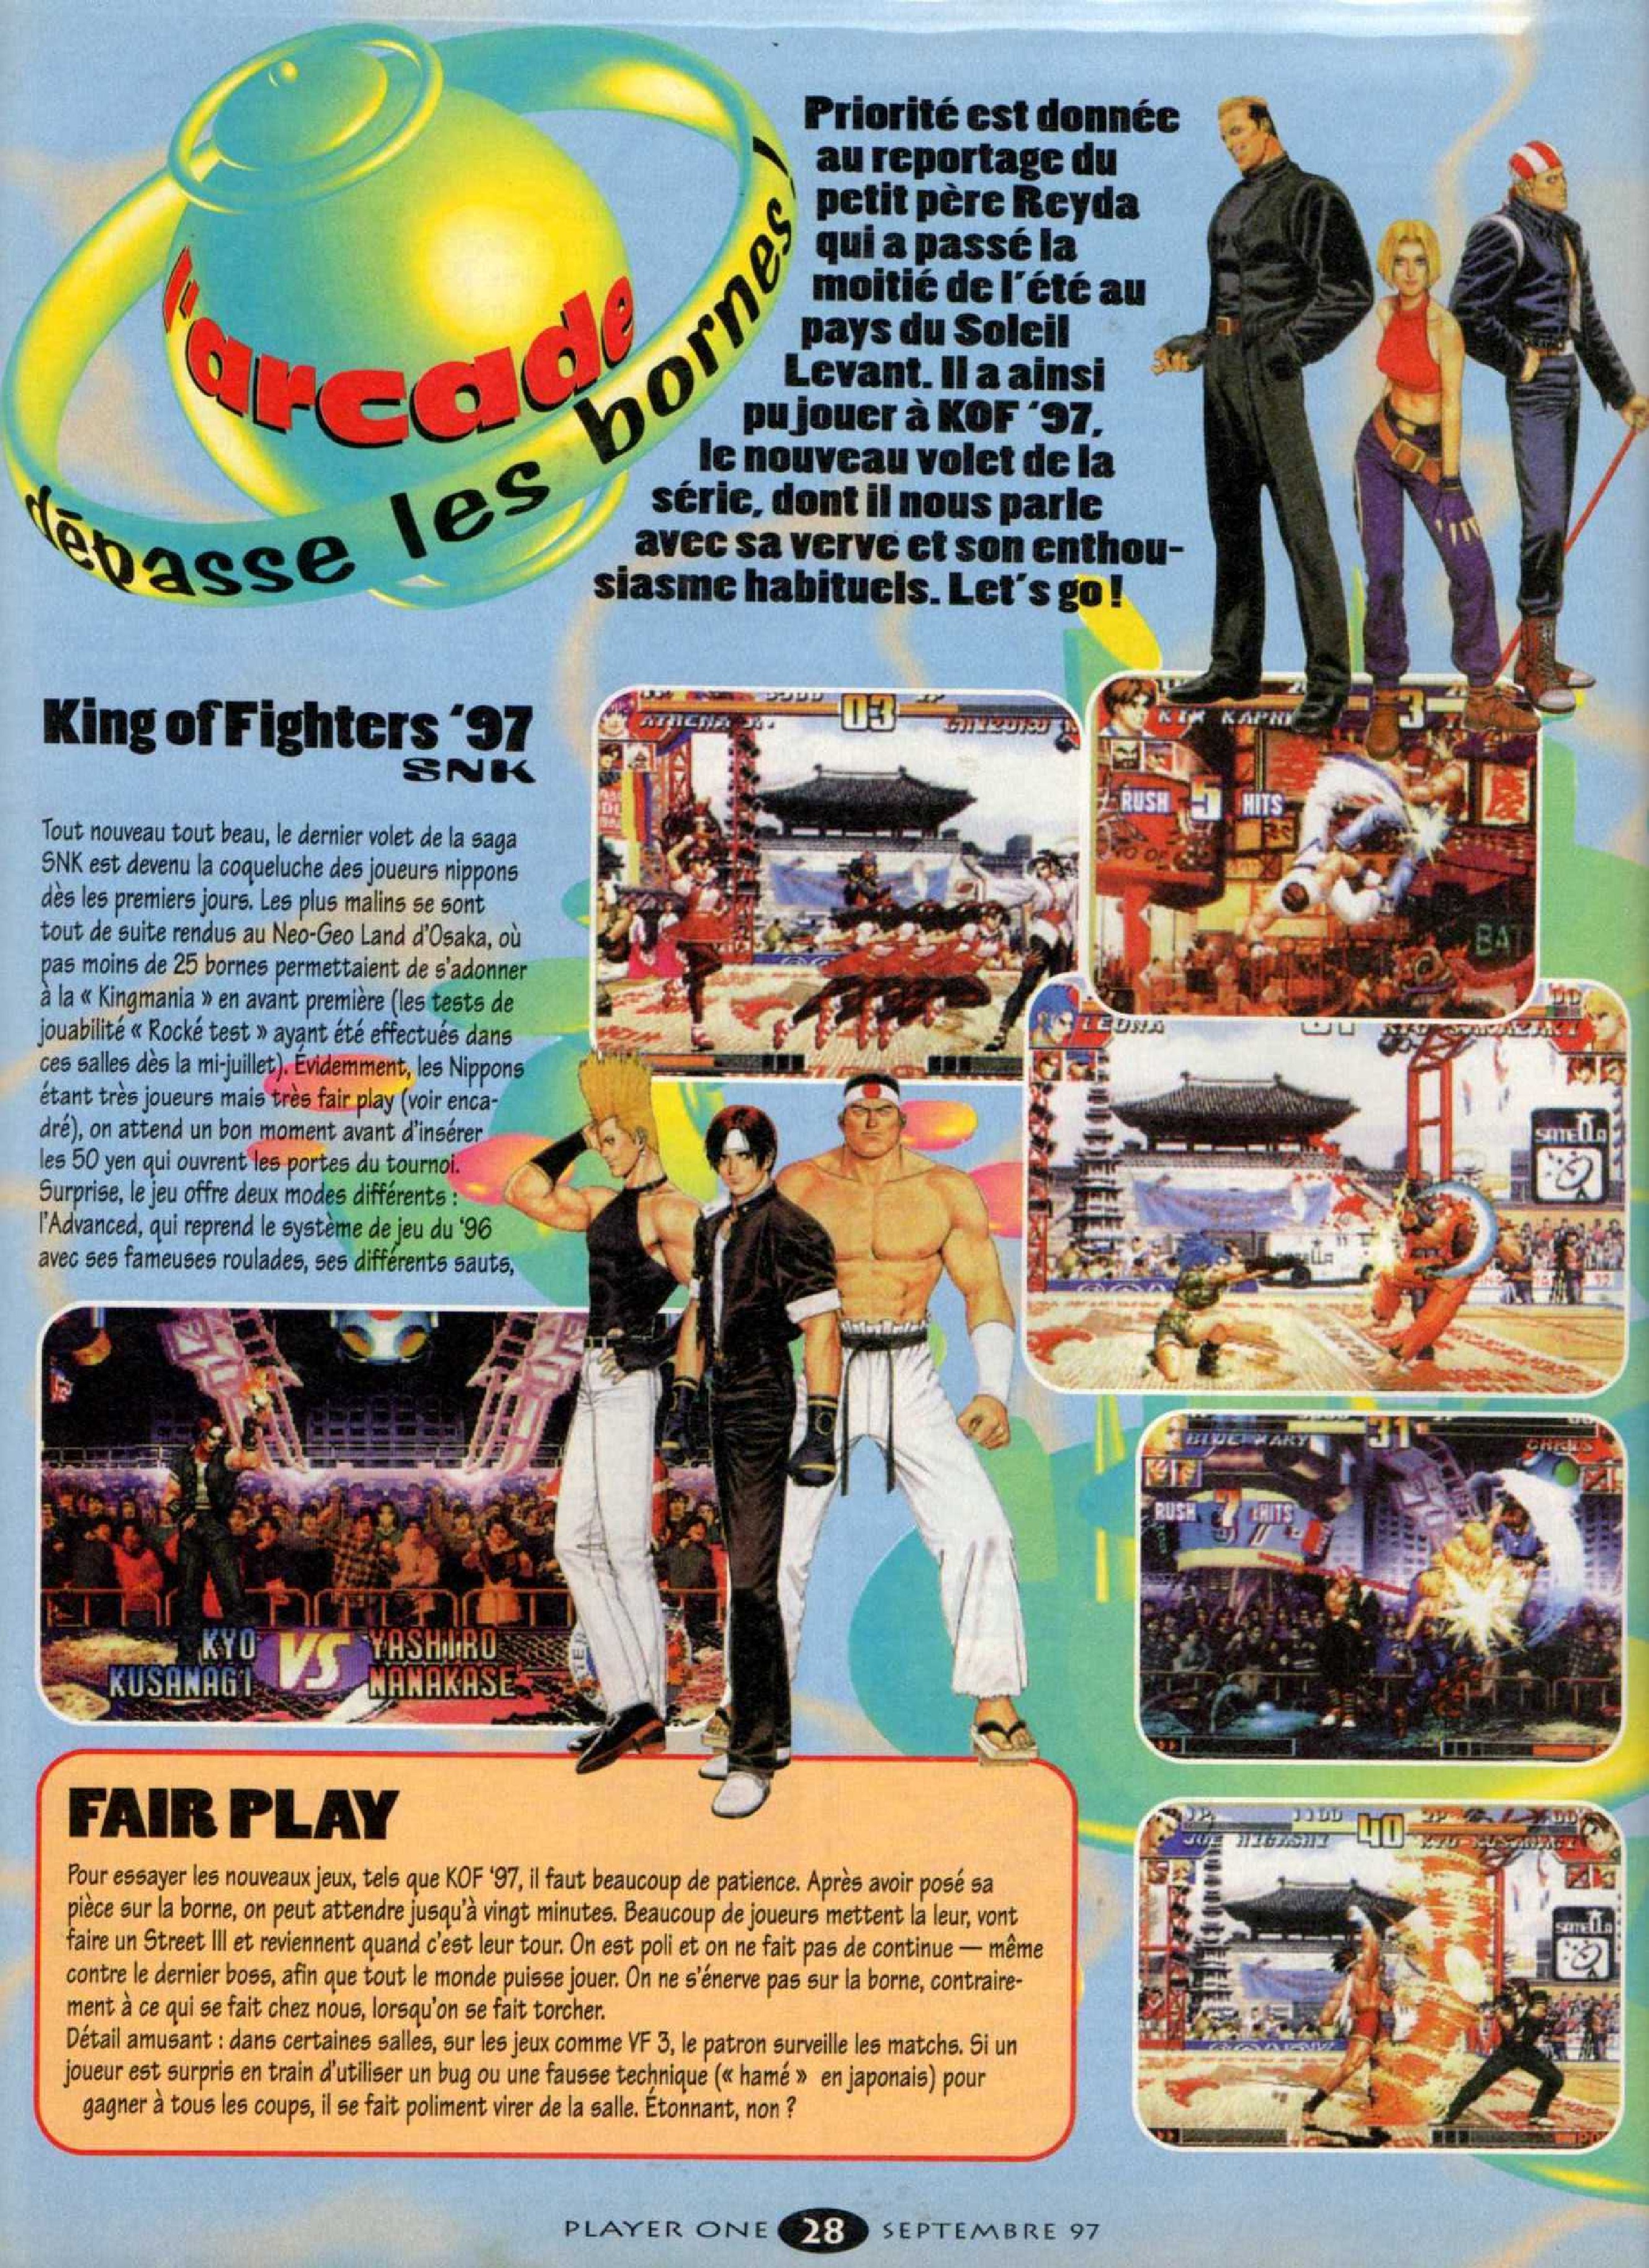 l'arcade
dépasse les bornes!
Priorité est donnée
au reportage du
petit père Reyda
qui a passé la
moitié de l'été au
pays du Soleil
Levant. Il a ainsi
pu jouer à KOF '97,
le nouveau volet de la
série, dont il nous parle
avec sa verve et son enthou-
siasme habituels. Let's go!
King of Fighters '97
SNK
Tout nouveau tout beau, le dernier volet de la saga
SNK est devenu la coqueluche des joueurs nippons
dès les premiers jours. Les plus malins se sont
tout de suite rendus au Neo-Geo Land d'Osaka, où
pas moins de 25 bornes permettaient de s'adonner
à la « Kingmania » en avant première (les tests de
jouabilité « Rocké test » ayant été effectués dans
ces salles dès la mi-juillet). Évidemment, les Nippons
étant très joueurs mais très fair play (voir enca-
dré), on attend un bon moment avant d'insérer
les 50 yen qui ouvrent les portes du tournoi.
Surprise, le jeu offre deux modes différents :
l'Advanced, qui reprend le système de jeu du '96
avec ses fameuses roulades, ses différents sauts,
03
ATHENA
3
KIM KAPH
RUSH 5 HITS
BAT
LEONA
SATELLA
31
BLUE MARY
CHRIS
RUSH 7 HITS
KYO
KUSANAGI
VS
YASHIRO
NANAKASE
1P 1100 40 2P
JOE HIGASHI
KYO KUSANAGI
SATELLA
FAIR PLAY
Pour essayer les nouveaux jeux, tels que KOF '97, il faut beaucoup de patience. Après avoir posé sa
pièce sur la borne, on peut attendre jusqu'à vingt minutes. Beaucoup de joueurs mettent la leur, vont
faire un Street III et reviennent quand c'est leur tour. On est poli et on ne fait pas de continue — même
contre le dernier boss, afin que tout le monde puisse jouer. On ne s'énerve pas sur la borne, contraire-
ment à ce qui se fait chez nous, lorsqu'on se fait torcher.
Détail amusant : dans certaines salles, sur les jeux comme VF 3, le patron surveille les matchs. Si un
joueur est surpris en train d'utiliser un bug ou une fausse technique (« hamé » en japonais) pour
gagner à tous les coups, il se fait poliment virer de la salle. Étonnant, non ?
PLAYER ONE 28 SEPTEMBRE 97